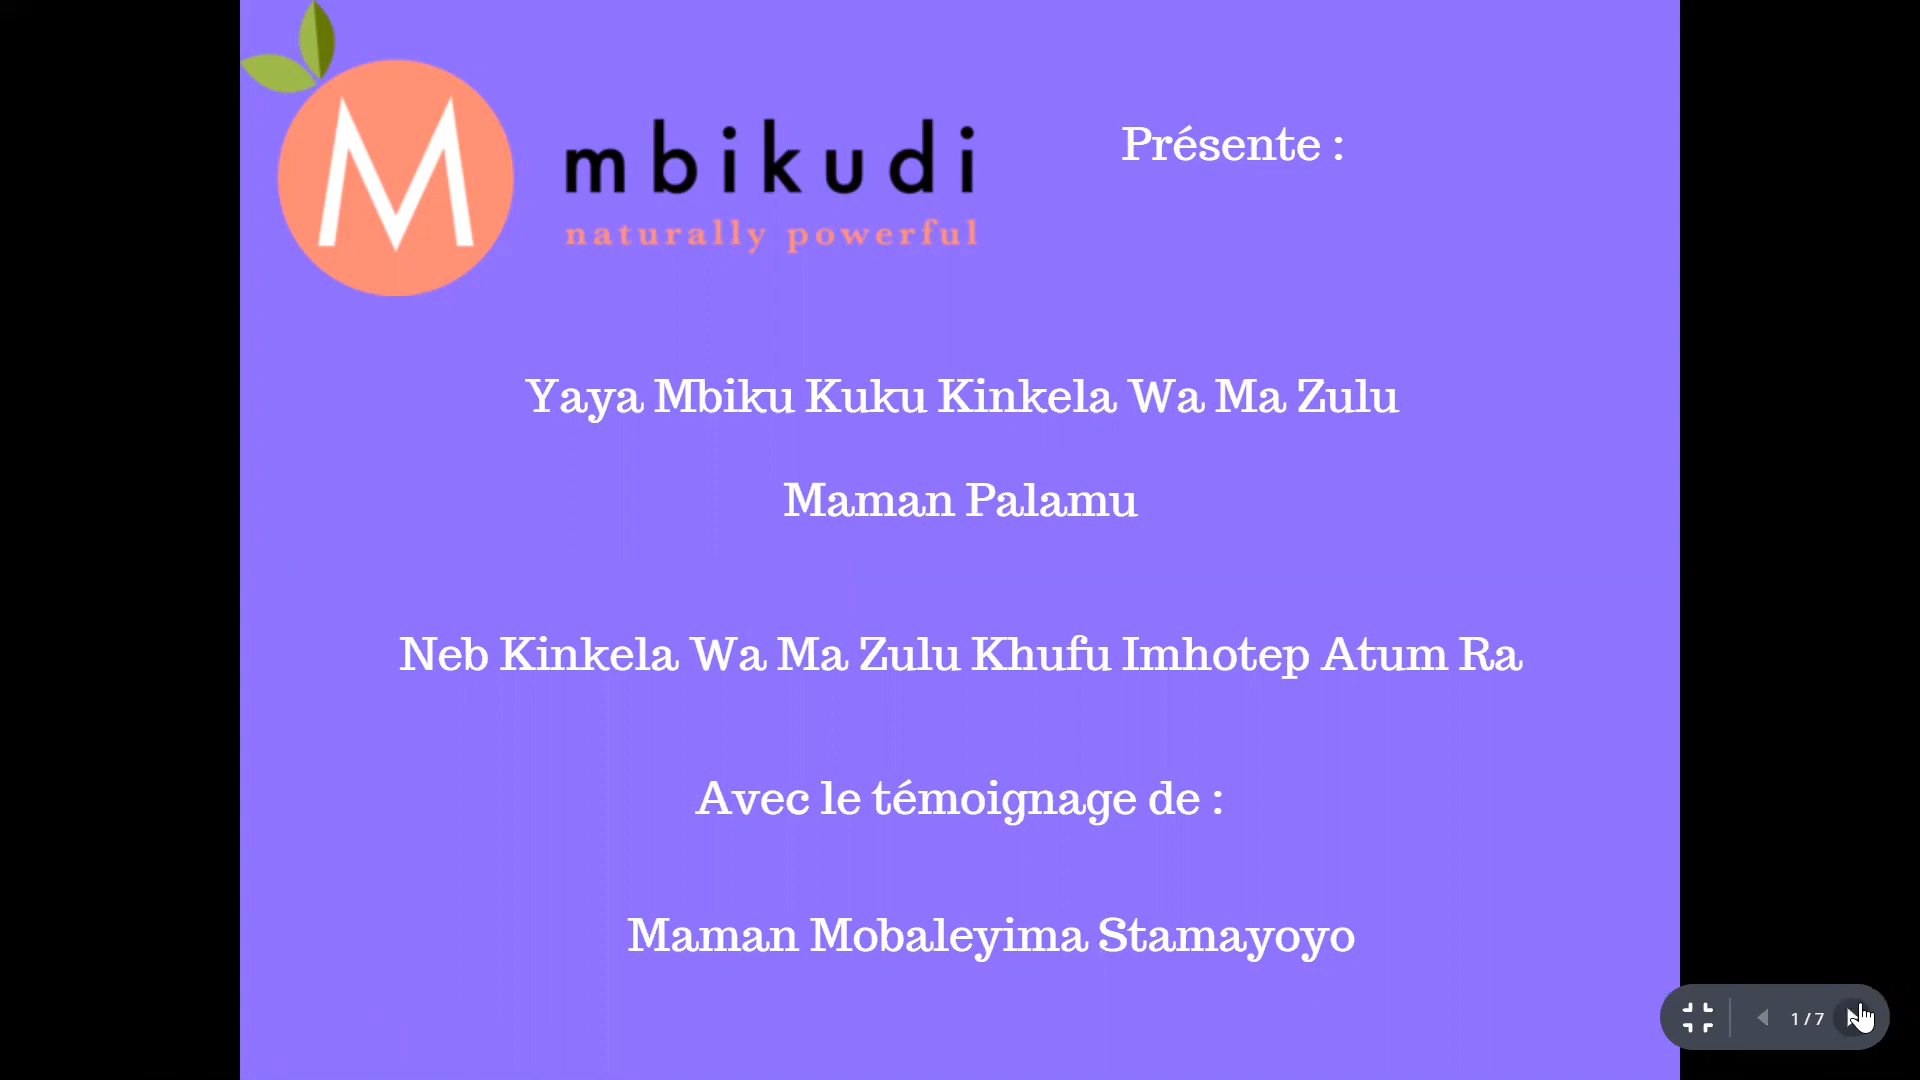 M
mbikudi
naturally powerful
Présente :
Yaya Mbiku Kuku Kinkela Wa Ma Zulu
Maman Palamu
Neb Kinkela Wa Ma Zulu Khufu Imhotep Atum Ra
Avec le témoignage de :
Maman Mobaleyima Stamayoyo
1 / 7